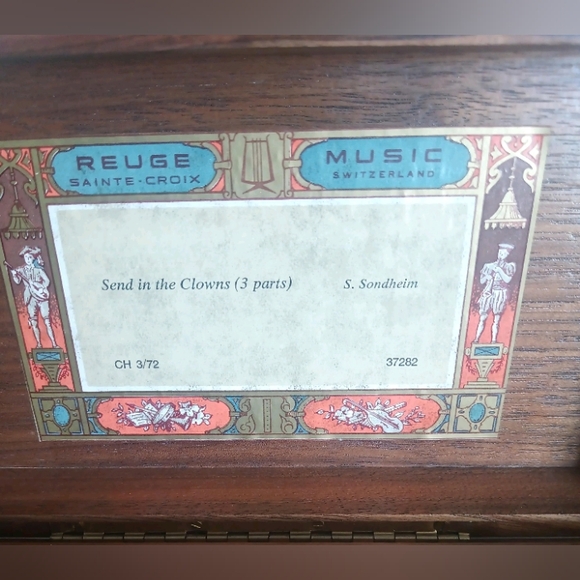 REUGE MUSIC
SAINTE·CROIX SWITZERLAND
Send in the Clowns (3 parts) S. Sondheim
CH 3/72 37282